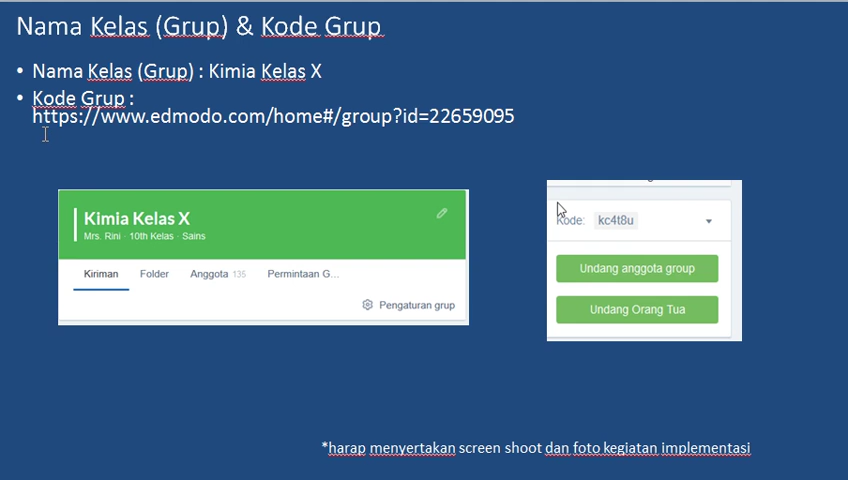 Nama Kelas (Grup) & Kode Grup
• Nama Kelas (Grup) : Kimia Kelas X
• Kode Grup :
https://www.edmodo.com/home#/group?id=22659095
Kimia Kelas X
Mrs. Rini · 10th Kelas · Sains
Kiriman Folder Anggota 135 Permintaan G...
Pengaturan grup
Kode: kc4t8u
Undang anggota group
Undang Orang Tua
*harap menyertakan screen shoot dan foto kegiatan implementasi